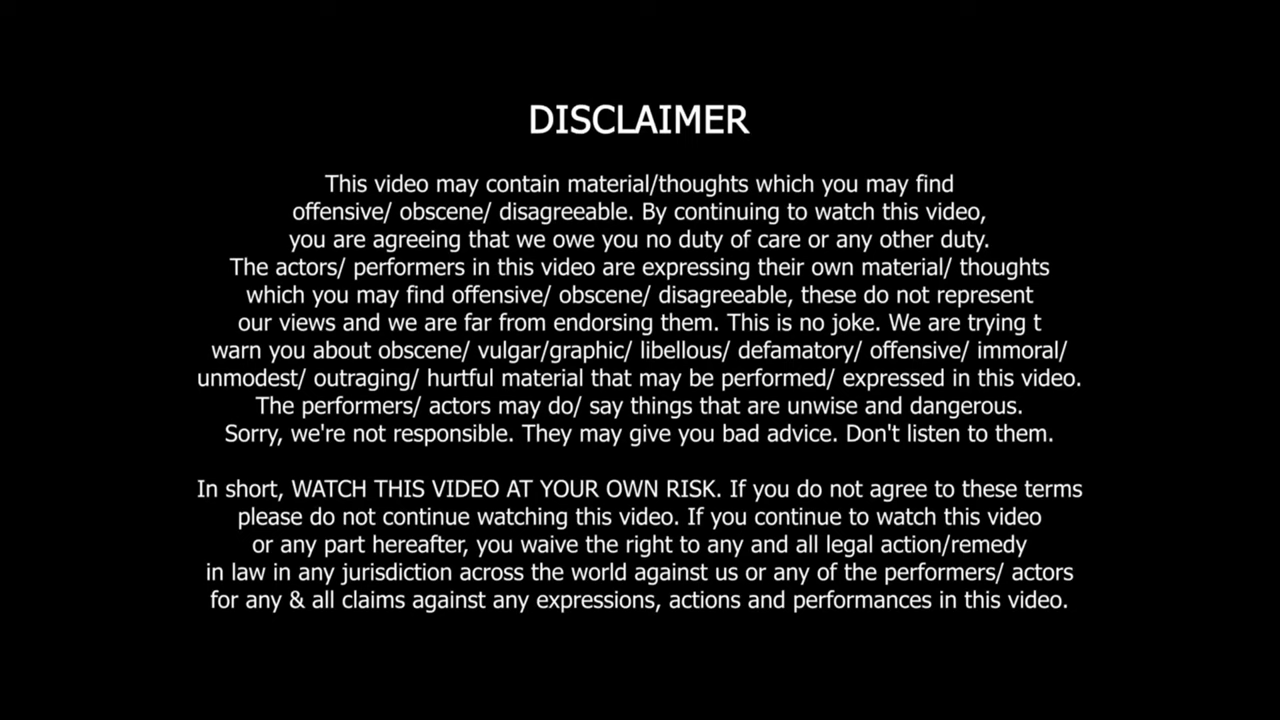 DISCLAIMER
This video may contain material/thoughts which you may find
offensive/ obscene/ disagreeable. By continuing to watch this video,
you are agreeing that we owe you no duty of care or any other duty.
The actors/ performers in this video are expressing their own material/ thoughts
which you may find offensive/ obscene/ disagreeable, these do not represent
our views and we are far from endorsing them. This is no joke. We are trying t
warn you about obscene/ vulgar/graphic/ libellous/ defamatory/ offensive/ immoral/
unmodest/ outraging/ hurtful material that may be performed/ expressed in this video.
The performers/ actors may do/ say things that are unwise and dangerous.
Sorry, we're not responsible. They may give you bad advice. Don't listen to them.
In short, WATCH THIS VIDEO AT YOUR OWN RISK. If you do not agree to these terms
please do not continue watching this video. If you continue to watch this video
or any part hereafter, you waive the right to any and all legal action/remedy
in law in any jurisdiction across the world against us or any of the performers/ actors
for any & all claims against any expressions, actions and performances in this video.